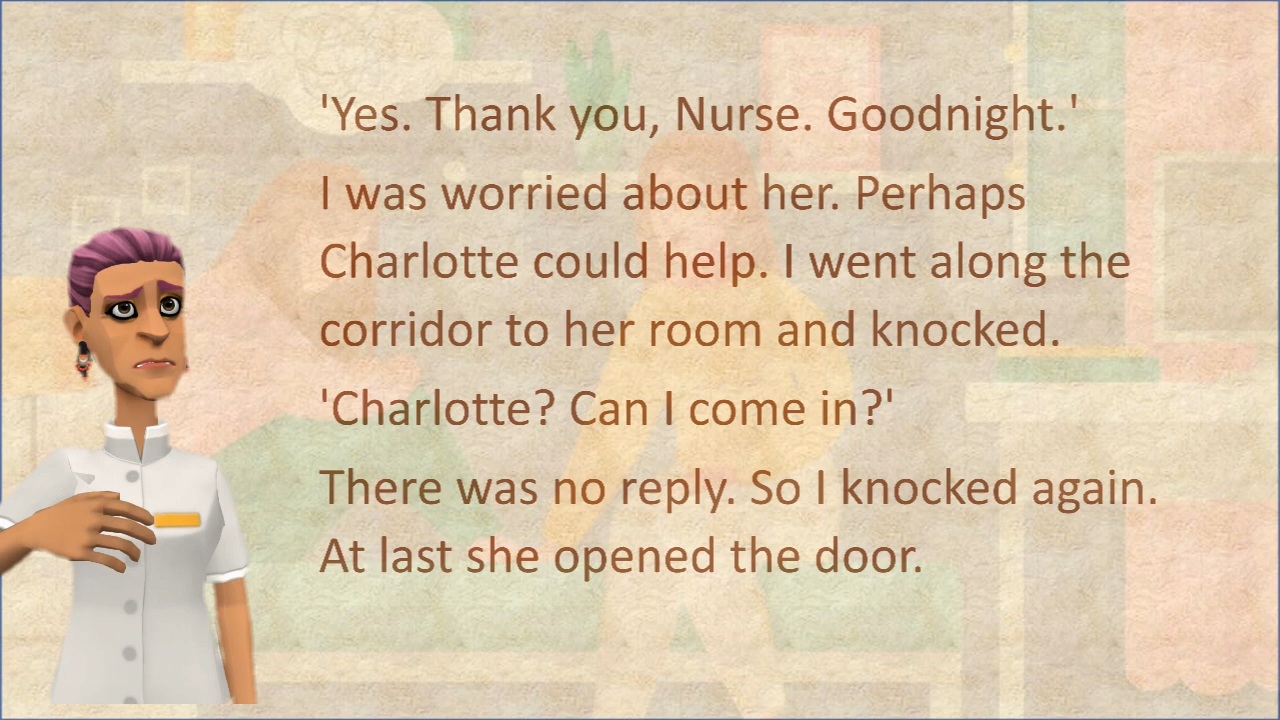 'Yes. Thank you, Nurse. Goodnight.'
I was worried about her. Perhaps
Charlotte could help. I went along the
corridor to her room and knocked.
'Charlotte? Can I come in?'
There was no reply. So I knocked again.
At last she opened the door.